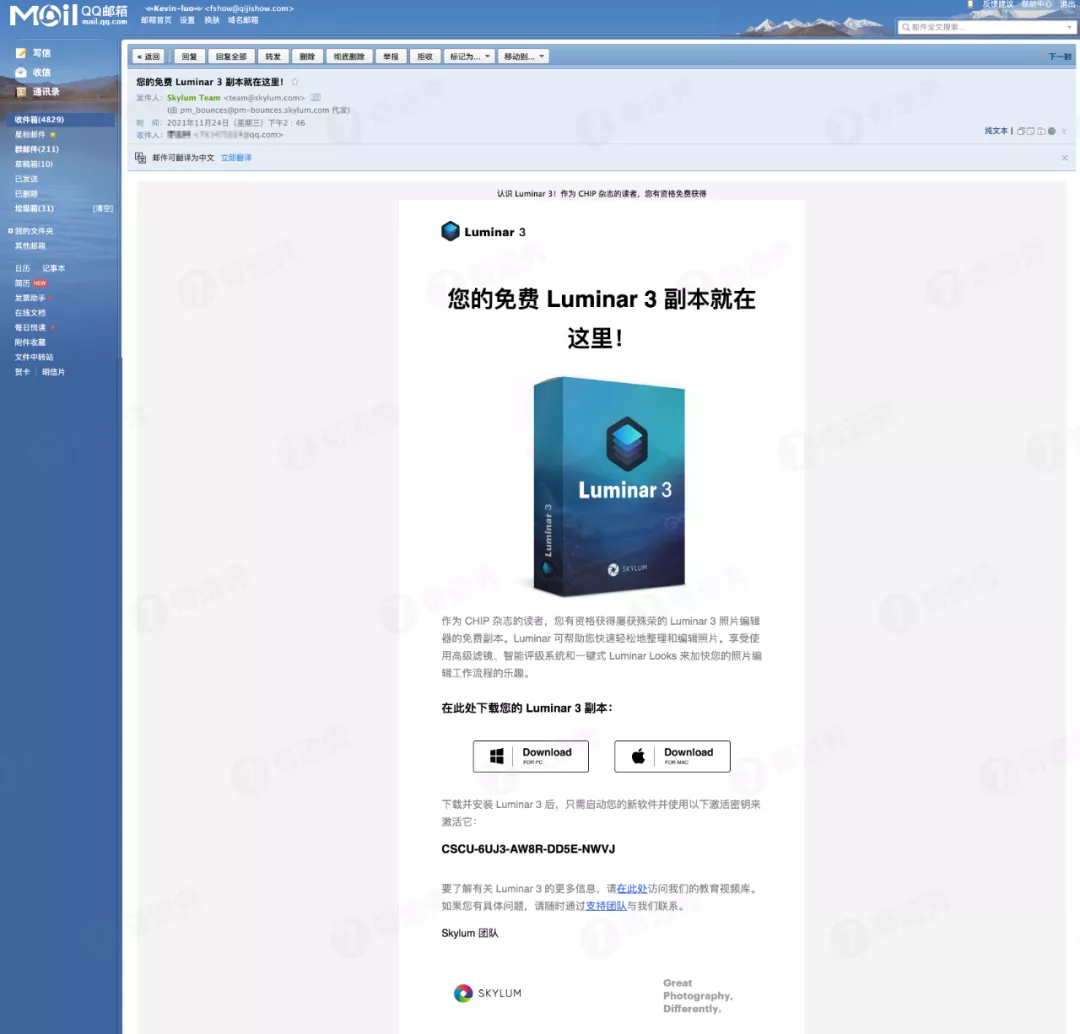 Mail QQ邮箱
mail.qq.com
Kevin-luo <fshow@qijishow.com>
邮箱首页 设置 换肤 域名邮箱
反馈建议 帮助中心 退出
邮件全文搜索...
写信
收信
通讯录
收件箱(4829)
星标邮件
群邮件(211)
草稿箱(10)
已发送
已删除
垃圾箱(31) [清空]
我的文件夹
其他邮箱
日历 记事本
简历 NEW
发票助手
在线文档
每日悦读
附件收藏
文件中转站
贺卡 | 明信片
« 返回 回复 回复全部 转发 删除 彻底删除 举报 拒收 标记为... 移动到...
下一封
您的免费 Luminar 3 副本就在这里！
发件人： Skylum Team <team@skylum.com>
(由 pm_bounces@pm-bounces.skylum.com 代发)
时 间： 2021年11月24日（星期三）下午2：46
收件人： @qq.com>
纯文本 |
邮件可翻译为中文 立即翻译
认识 Luminar 3！作为 CHIP 杂志的读者，您有资格免费获得
Luminar 3
您的免费 Luminar 3 副本就在
这里！
Luminar 3
Luminar 3
SKYLUM
作为 CHIP 杂志的读者，您有资格获得屡获殊荣的 Luminar 3 照片编辑
器的免费副本。Luminar 可帮助您快速轻松地整理和编辑照片。享受使
用高级滤镜、智能评级系统和一键式 Luminar Looks 来加快您的照片编
辑工作流程的乐趣。
在此处下载您的 Luminar 3 副本：
Download
FOR PC
Download
FOR MAC
下载并安装 Luminar 3 后，只需启动您的新软件并使用以下激活密钥来
激活它：
CSCU-6UJ3-AW8R-DD5E-NWVJ
要了解有关 Luminar 3 的更多信息，请在此处访问我们的教育视频库。
如果您有具体问题，请随时通过支持团队与我们联系。
Skylum 团队
SKYLUM
Great
Photography,
Differently.